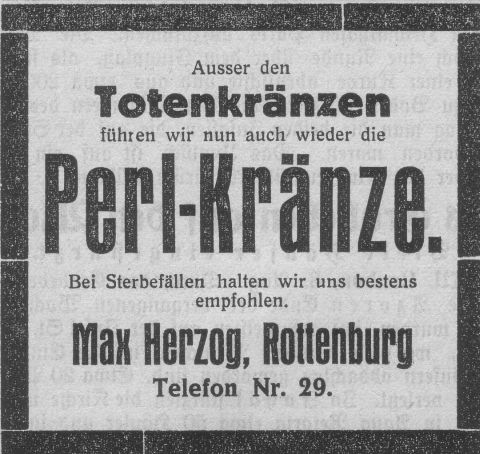 Ausser den
Totenkränzen
führen wir nun auch wieder die
Perl-Kränze.
Bei Sterbefällen halten wir uns bestens
empfohlen.
Max Herzog, Rottenburg
Telefon Nr. 29.